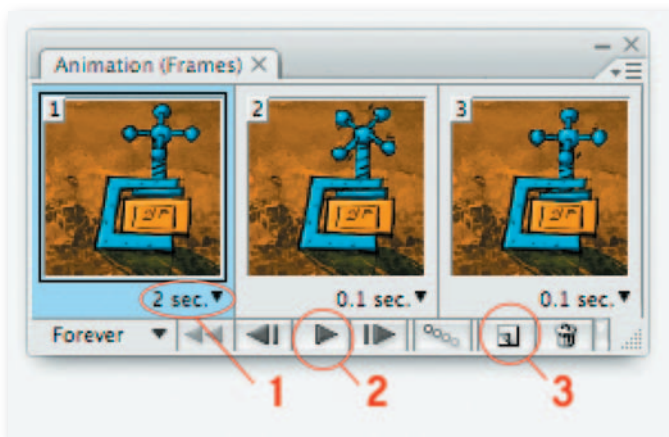 Animation (Frames)
1 2 3
2 sec. 0.1 sec. 0.1 sec.
Forever
1 2 3